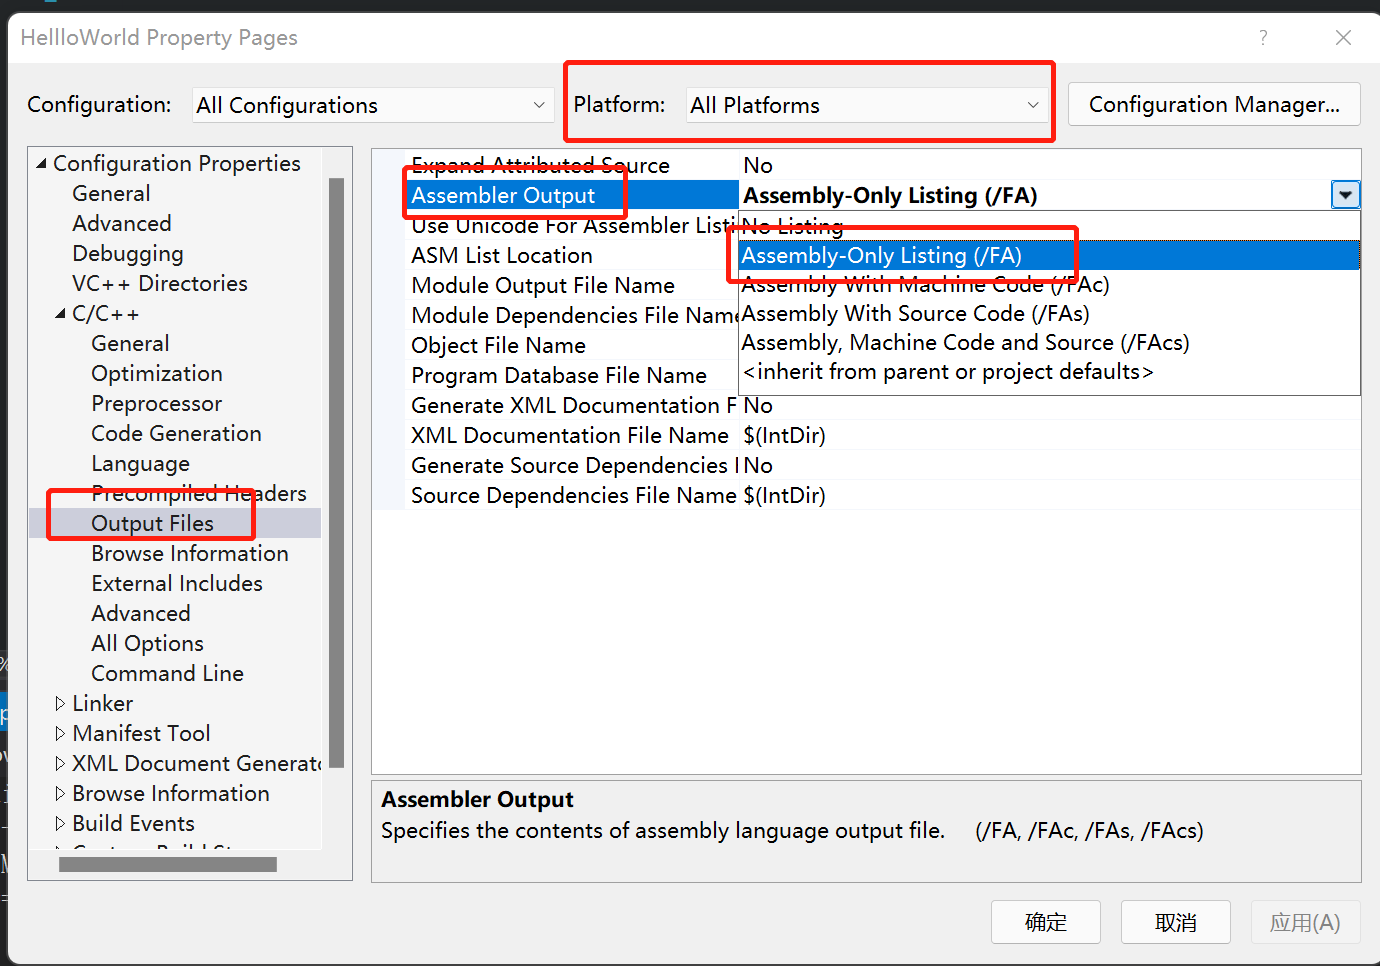 HellloWorld Property Pages
?
Configuration: All Configurations Platform: All Platforms Configuration Manager...
Configuration Properties
General
Advanced
Debugging
VC++ Directories
C/C++
General
Optimization
Preprocessor
Code Generation
Language
Precompiled Headers
Output Files
Browse Information
External Includes
Advanced
All Options
Command Line
Linker
Manifest Tool
XML Document Generato
Browse Information
Build Events
Expand Attributed Source No
Assembler Output Assembly-Only Listing (/FA)
Use Unicode For Assembler Listi
ASM List Location
Module Output File Name
Module Dependencies File Name
Object File Name
Program Database File Name
No Listing
Assembly-Only Listing (/FA)
Assembly With Machine Code (/FAc)
Assembly With Source Code (/FAs)
Assembly, Machine Code and Source (/FAcs)
<inherit from parent or project defaults>
Generate XML Documentation F No
XML Documentation File Name $(IntDir)
Generate Source Dependencies No
Source Dependencies File Name $(IntDir)
Assembler Output
Specifies the contents of assembly language output file. (/FA, /FAc, /FAs, /FAcs)
确定 取消 应用(A)